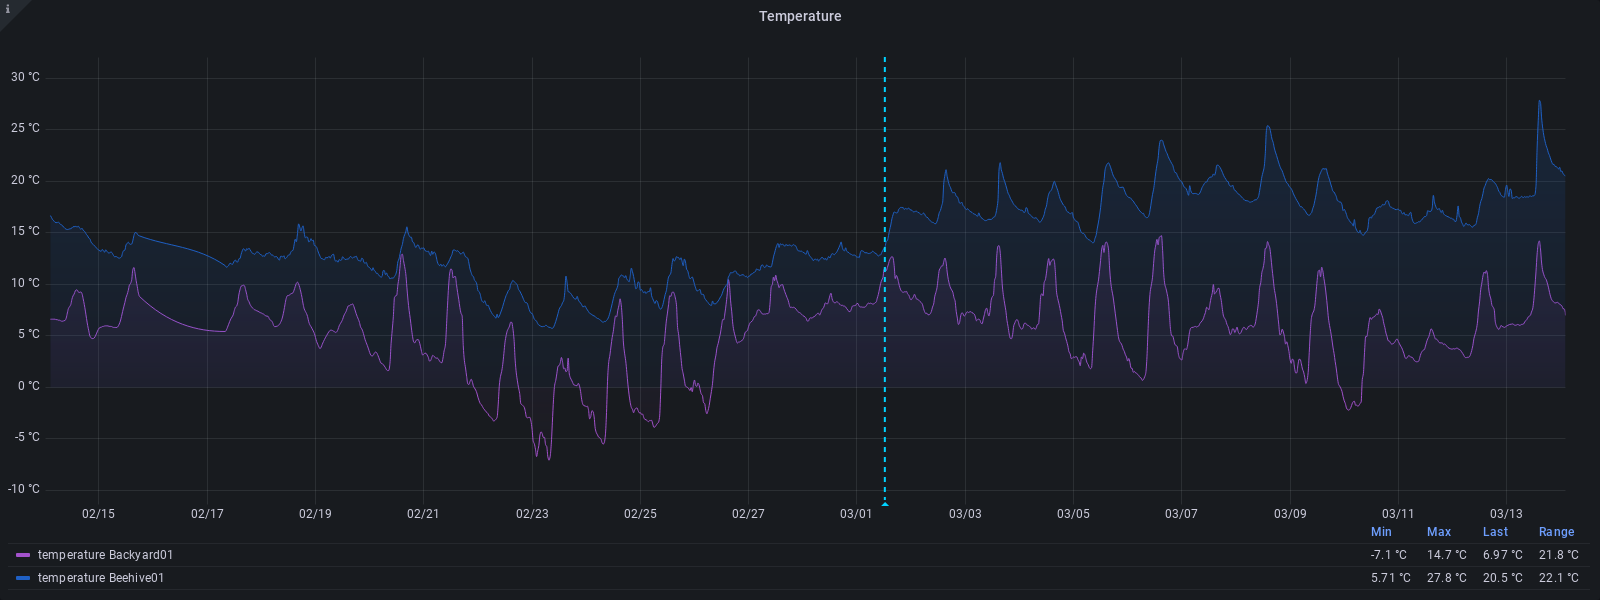 i
Temperature
30 °C
25 °C
20 °C
15 °C
10 °C
5 °C
0 °C
-5 °C
-10 °C
02/15 02/17 02/19 02/21 02/23 02/25 02/27 03/01 03/03 03/05 03/07 03/09 03/11 03/13
Min Max Last Range
temperature Backyard01 -7.1 °C 14.7 °C 6.97 °C 21.8 °C
temperature Beehive01 5.71 °C 27.8 °C 20.5 °C 22.1 °C